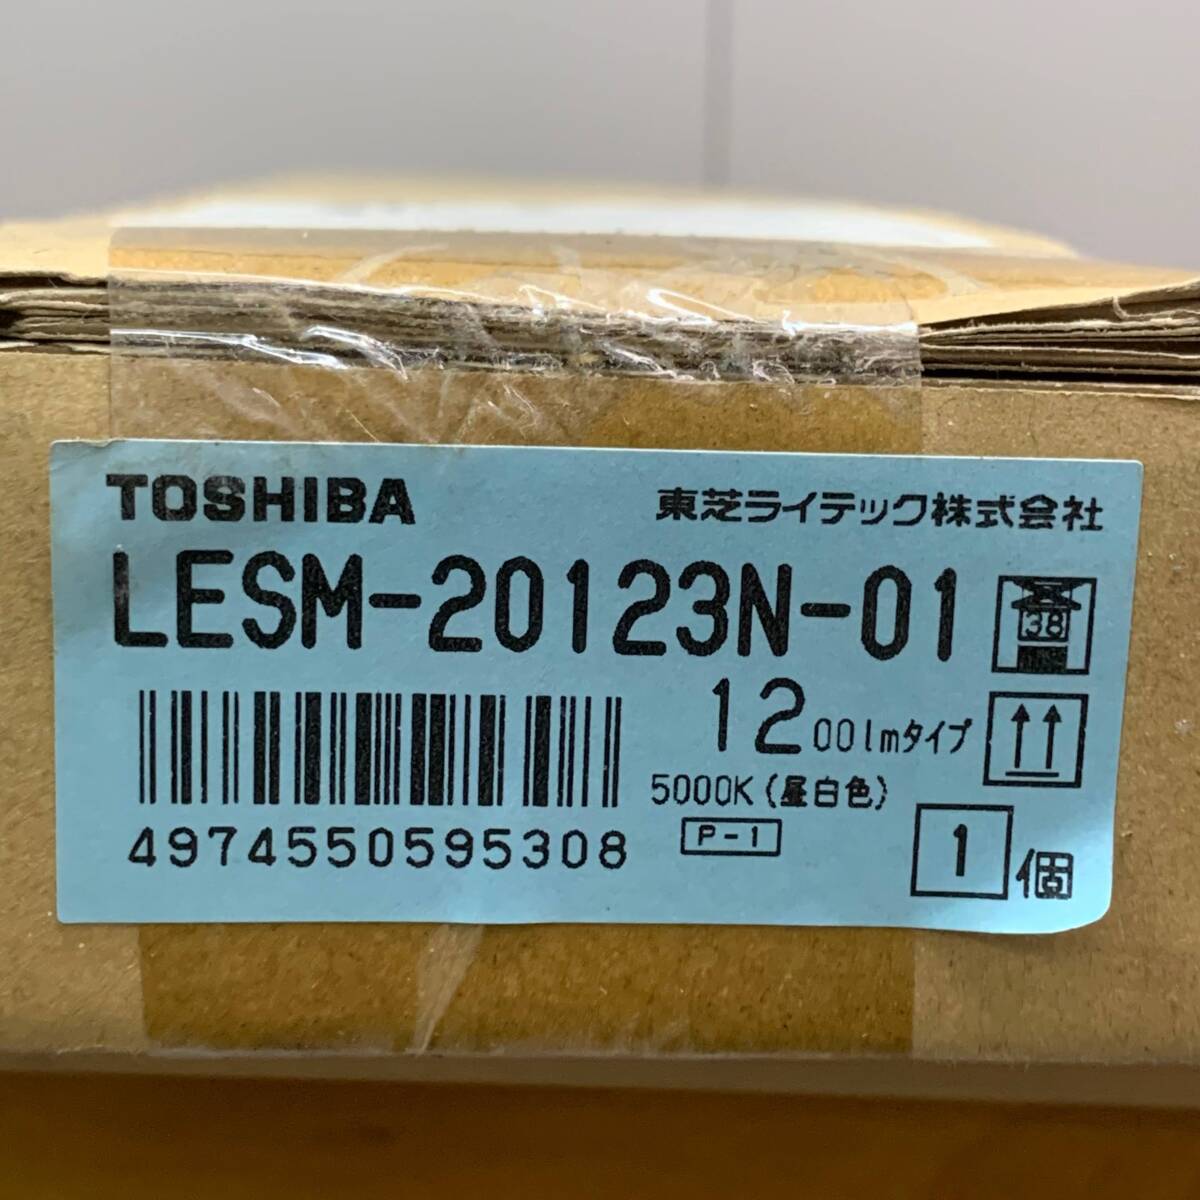 TOSHIBA 東芝ライテック株式会社
LESM-20123N-01
38
1200lmタイプ
5000K(昼白色)
4974550595308
P-1
1個